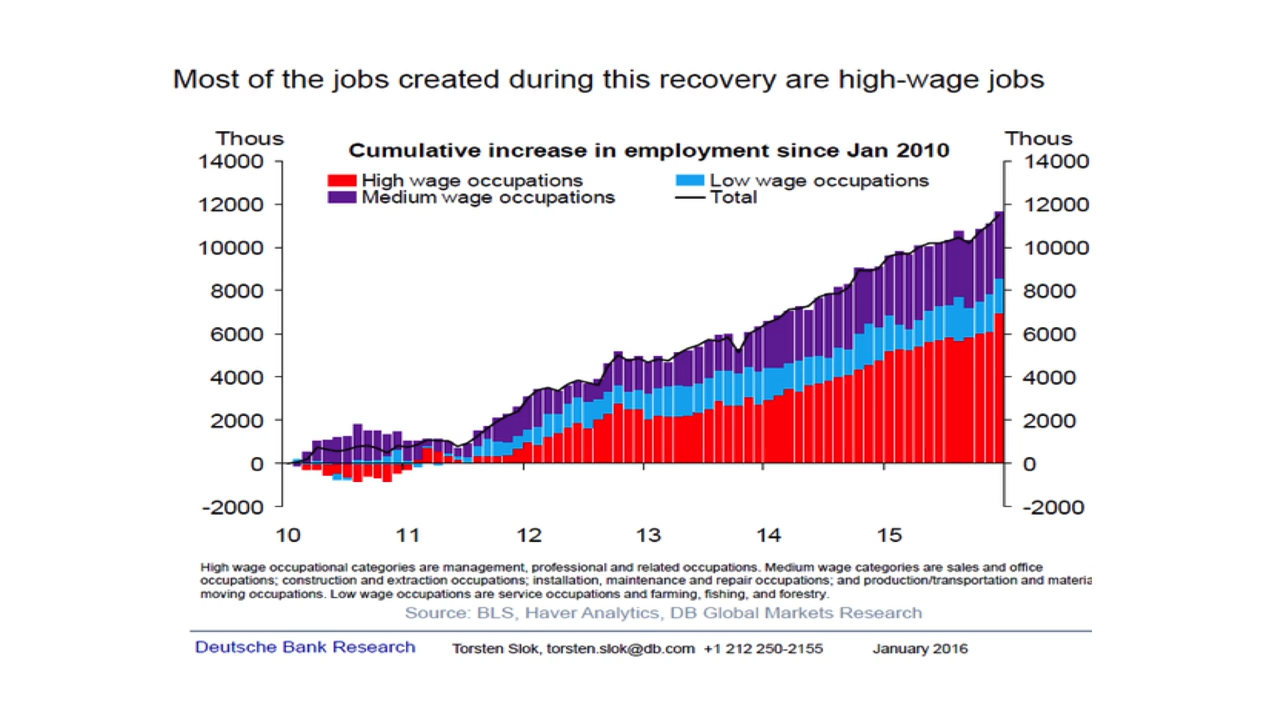 Most of the jobs created during this recovery are high-wage jobs
Thous Thous
Cumulative increase in employment since Jan 2010
14000 14000
High wage occupations Low wage occupations
Medium wage occupations Total
12000 12000
10000 10000
8000 8000
6000 6000
4000 4000
2000 2000
0 0
-2000 -2000
10 11 12 13 14 15
High wage occupational categories are management, professional and related occupations. Medium wage categories are sales and office
occupations; construction and extraction occupations; installation, maintenance and repair occupations; and production/transportation and materia
moving occupations. Low wage occupations are service occupations and farming, fishing, and forestry.
Source: BLS, Haver Analytics, DB Global Markets Research
Deutsche Bank Research Torsten Slok, torsten.slok@db.com +1 212 250-2155 January 2016